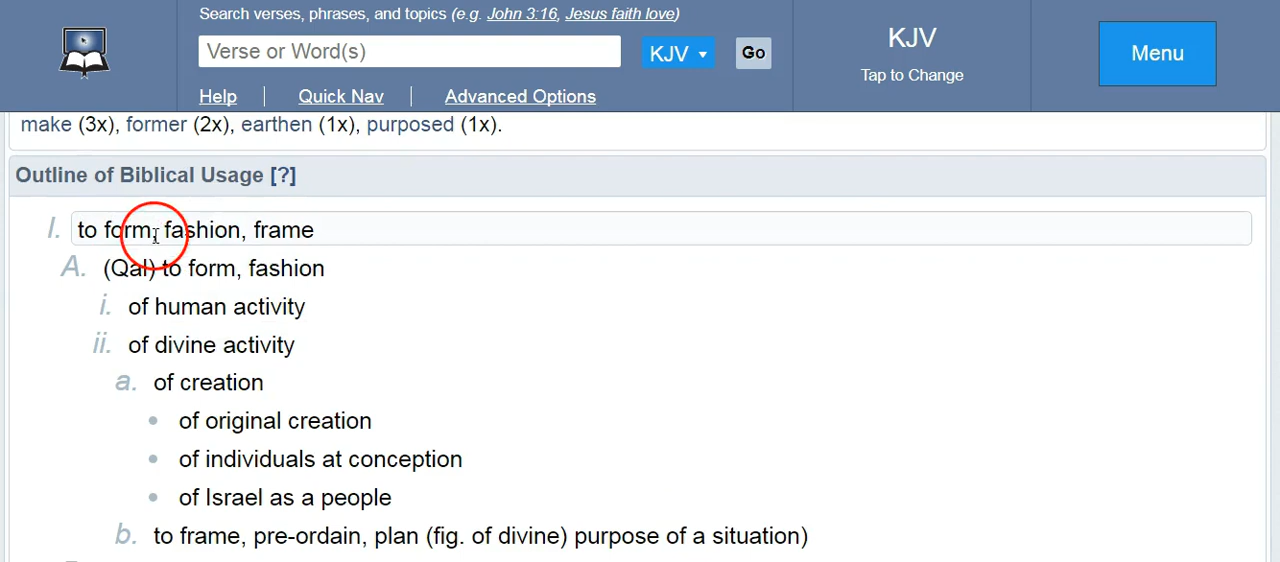 Search verses, phrases, and topics (e.g. John 3:16, Jesus faith love)
Verse or Word(s)
KJV
Go
Help
Quick Nav
Advanced Options
KJV
Tap to Change
Menu
make (3x), former (2x), earthen (1x), purposed (1x).
Outline of Biblical Usage [?]
I. to form, fashion, frame
A. (Qal) to form, fashion
i. of human activity
ii. of divine activity
a. of creation
• of original creation
• of individuals at conception
• of Israel as a people
b. to frame, pre-ordain, plan (fig. of divine) purpose of a situation)